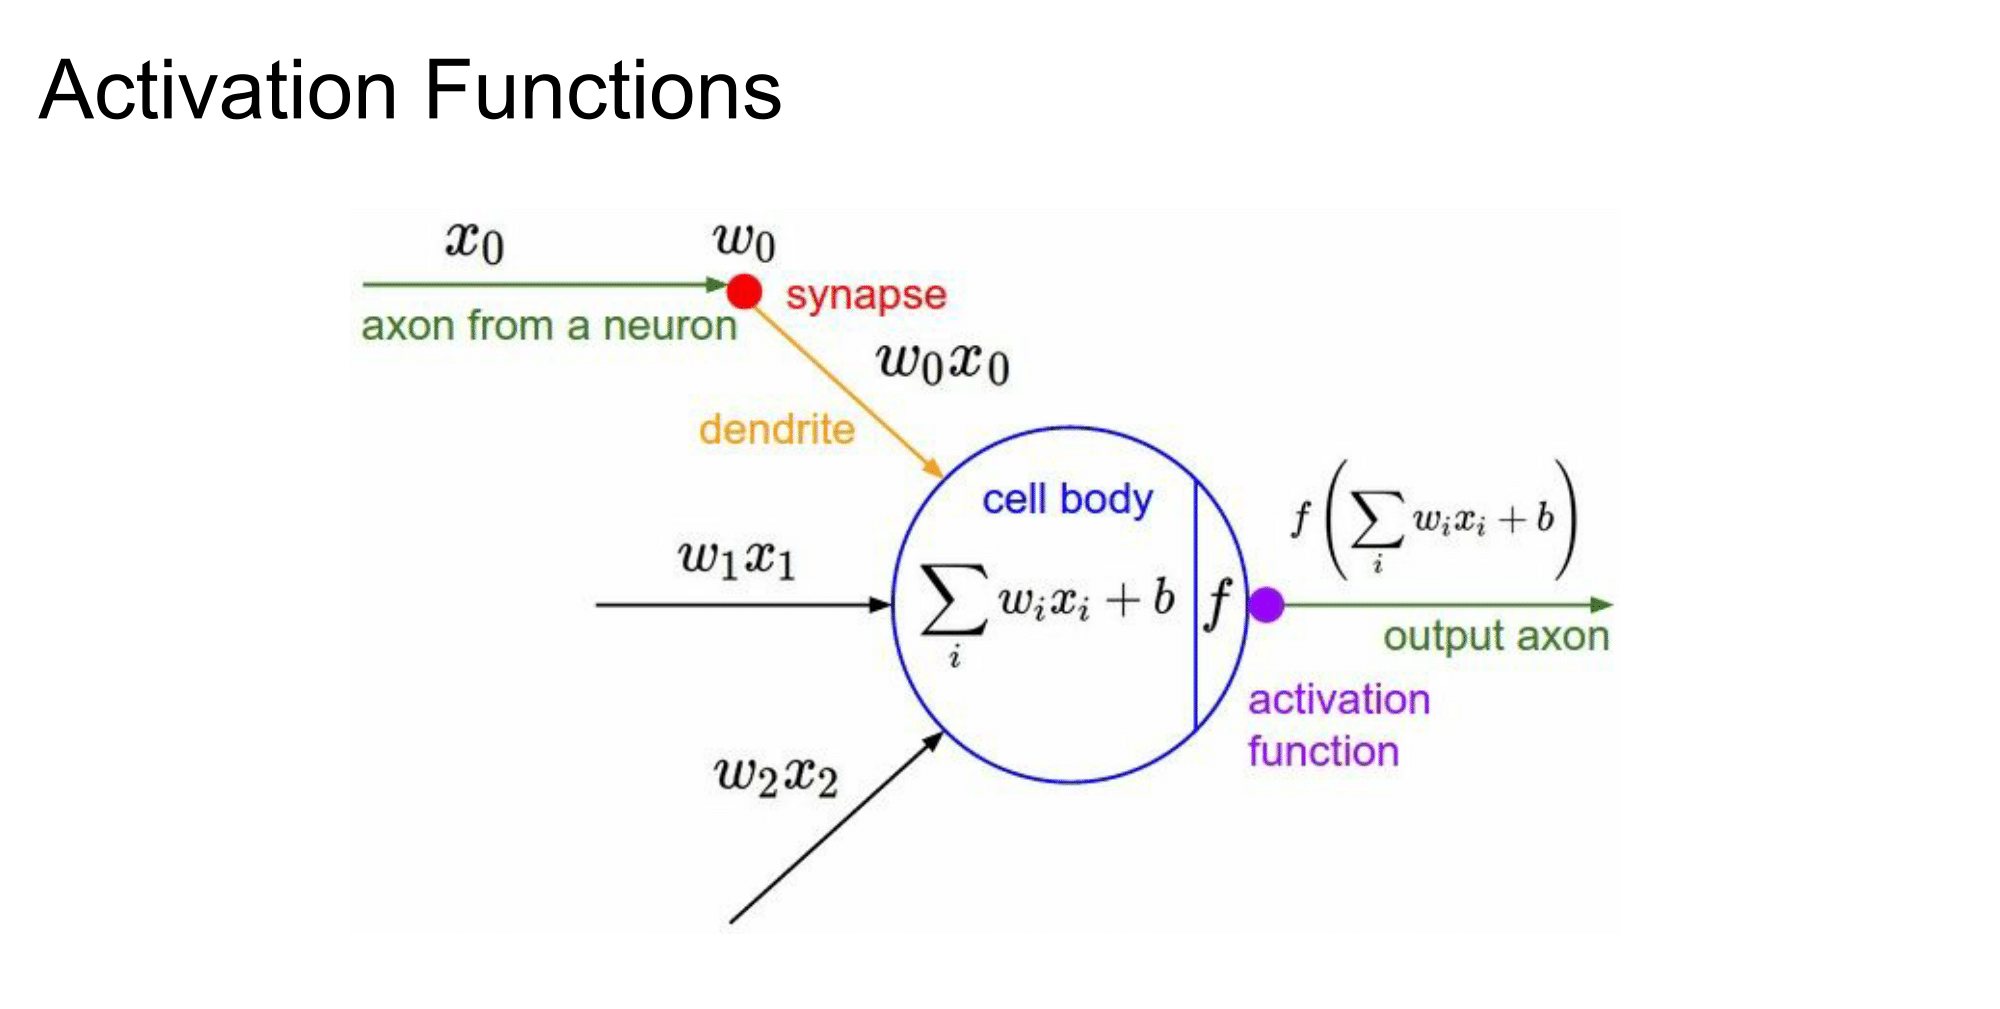 Activation Functions
x₀
w₀
axon from a neuron
synapse
w₀x₀
dendrite
cell body
w₁x₁
∑ᵢ wᵢxᵢ + b
f
f(∑ᵢ wᵢxᵢ + b)
output axon
activation
function
w₂x₂